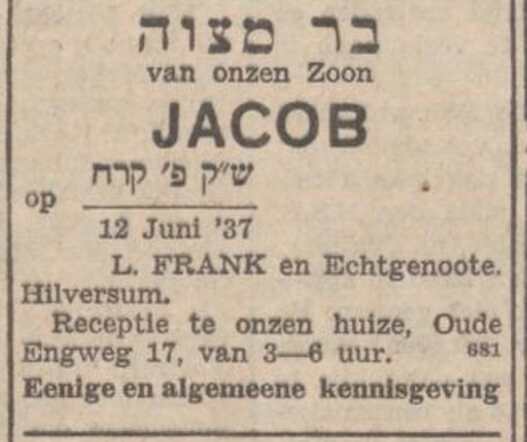 בר מצוה
van onzen Zoon
JACOB
ש״ק פ׳ קרח
op
12 Juni '37
L. FRANK en Echtgenoote.
Hilversum.
Receptie te onzen huize, Oude
Engweg 17, van 3—6 uur. 681
Eenige en algemeene kennisgeving